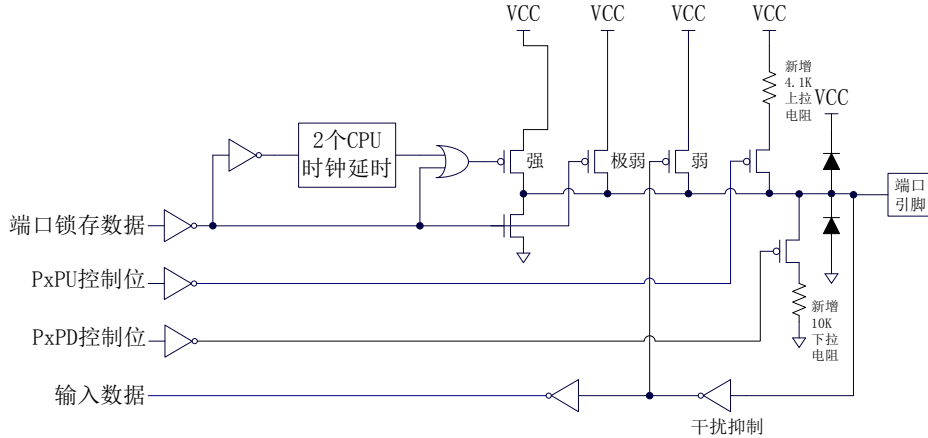 VCC
VCC
VCC
VCC
新增
4.1K
上拉
电阻
VCC
2个CPU
时钟延时
强
极弱
弱
端口
引脚
端口锁存数据
PxPU控制位
新增
10K
下拉
电阻
PxPD控制位
输入数据
干扰抑制